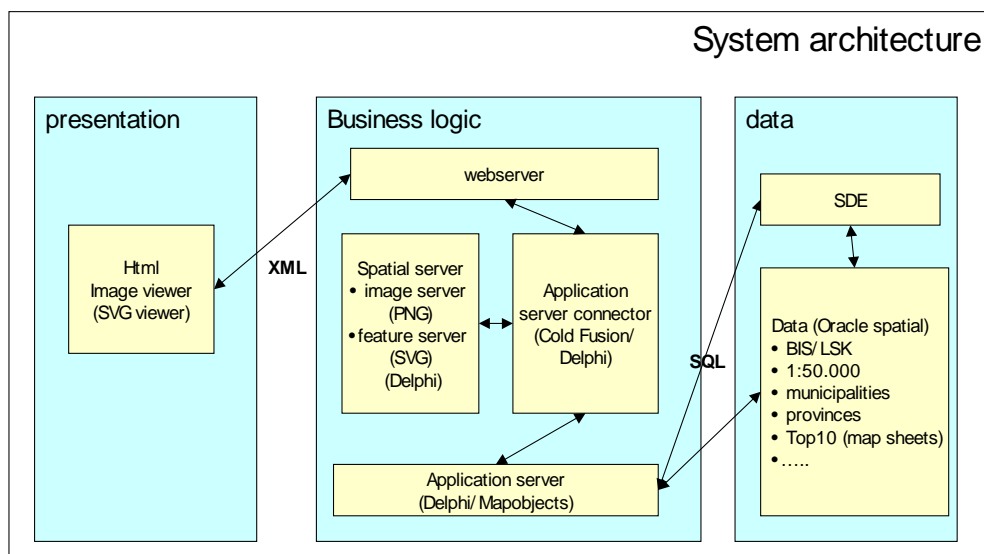 System architecture
presentation
Html
Image viewer
(SVG viewer)
XML
Business logic
webserver
Spatial server
• image server
(PNG)
• feature server
(SVG)
(Delphi)
Application
server connector
(Cold Fusion/
Delphi)
Application server
(Delphi/ Mapobjects)
SQL
data
SDE
Data (Oracle spatial)
• BIS/ LSK
• 1:50.000
• municipalities
• provinces
• Top10 (map sheets)
• …..